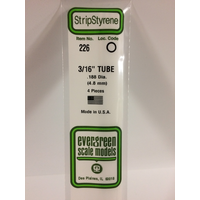 StripStyrene
Item No. Loc. Code
226
3/16" TUBE
.188 Dia.
(4.8 mm)
4 Pieces
Made in U.S.A.
evergreen
scale models
Des Plaines, IL 60018